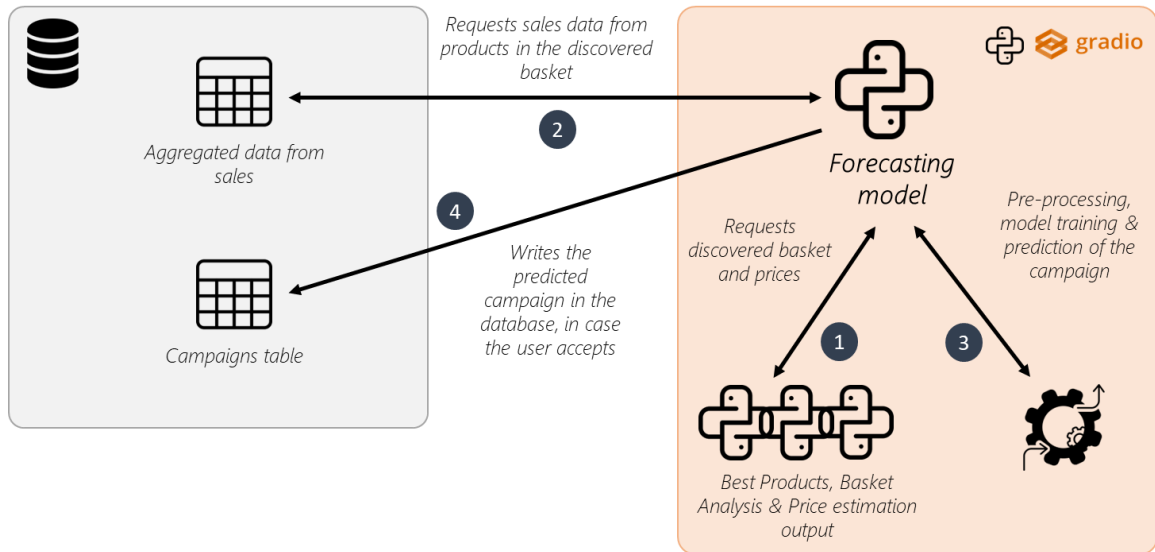 Requests sales data from
products in the discovered
basket
gradio
2
Aggregated data from
sales
Forecasting
model
4
Requests
discovered basket
and prices
Pre-processing,
model training &
prediction of the
campaign
Writes the
predicted
campaign in the
database, in case
the user accepts
1
3
Campaigns table
Best Products, Basket
Analysis & Price estimation
output